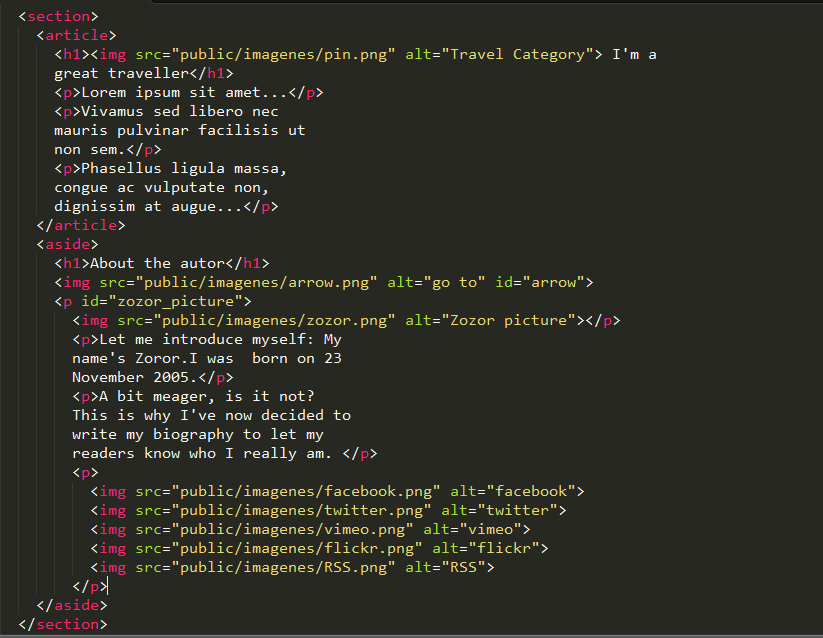 <section>
<article>
<h1><img src="public/imagenes/pin.png" alt="Travel Category"> I'm a
great traveller</h1>
<p>Lorem ipsum sit amet...</p>
<p>Vivamus sed libero nec
mauris pulvinar facilisis ut
non sem.</p>
<p>Phasellus ligula massa,
congue ac vulputate non,
dignissim at augue...</p>
</article>
<aside>
<h1>About the autor</h1>
<img src="public/imagenes/arrow.png" alt="go to" id="arrow">
<p id="zozor_picture">
<img src="public/imagenes/zozor.png" alt="Zozor picture"></p>
<p>Let me introduce myself: My
name's Zoror.I was  born on 23
November 2005.</p>
<p>A bit meager, is it not?
This is why I've now decided to
write my biography to let my
readers know who I really am. </p>
<p>
<img src="public/imagenes/facebook.png" alt="facebook">
<img src="public/imagenes/twitter.png" alt="twitter">
<img src="public/imagenes/vimeo.png" alt="vimeo">
<img src="public/imagenes/flickr.png" alt="flickr">
<img src="public/imagenes/RSS.png" alt="RSS">
</p>
</aside>
</section>